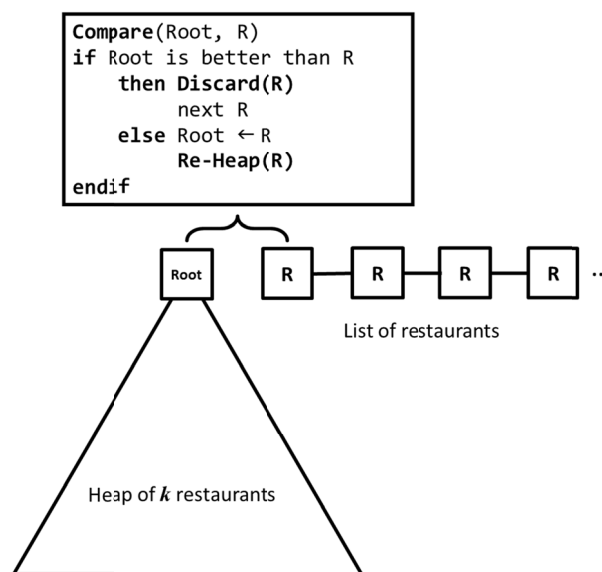 Compare(Root, R)
if Root is better than R
then Discard(R)
next R
else Root ← R
Re-Heap(R)
endif
Root R R R R ..
List of restaurants
Heap of k restaurants